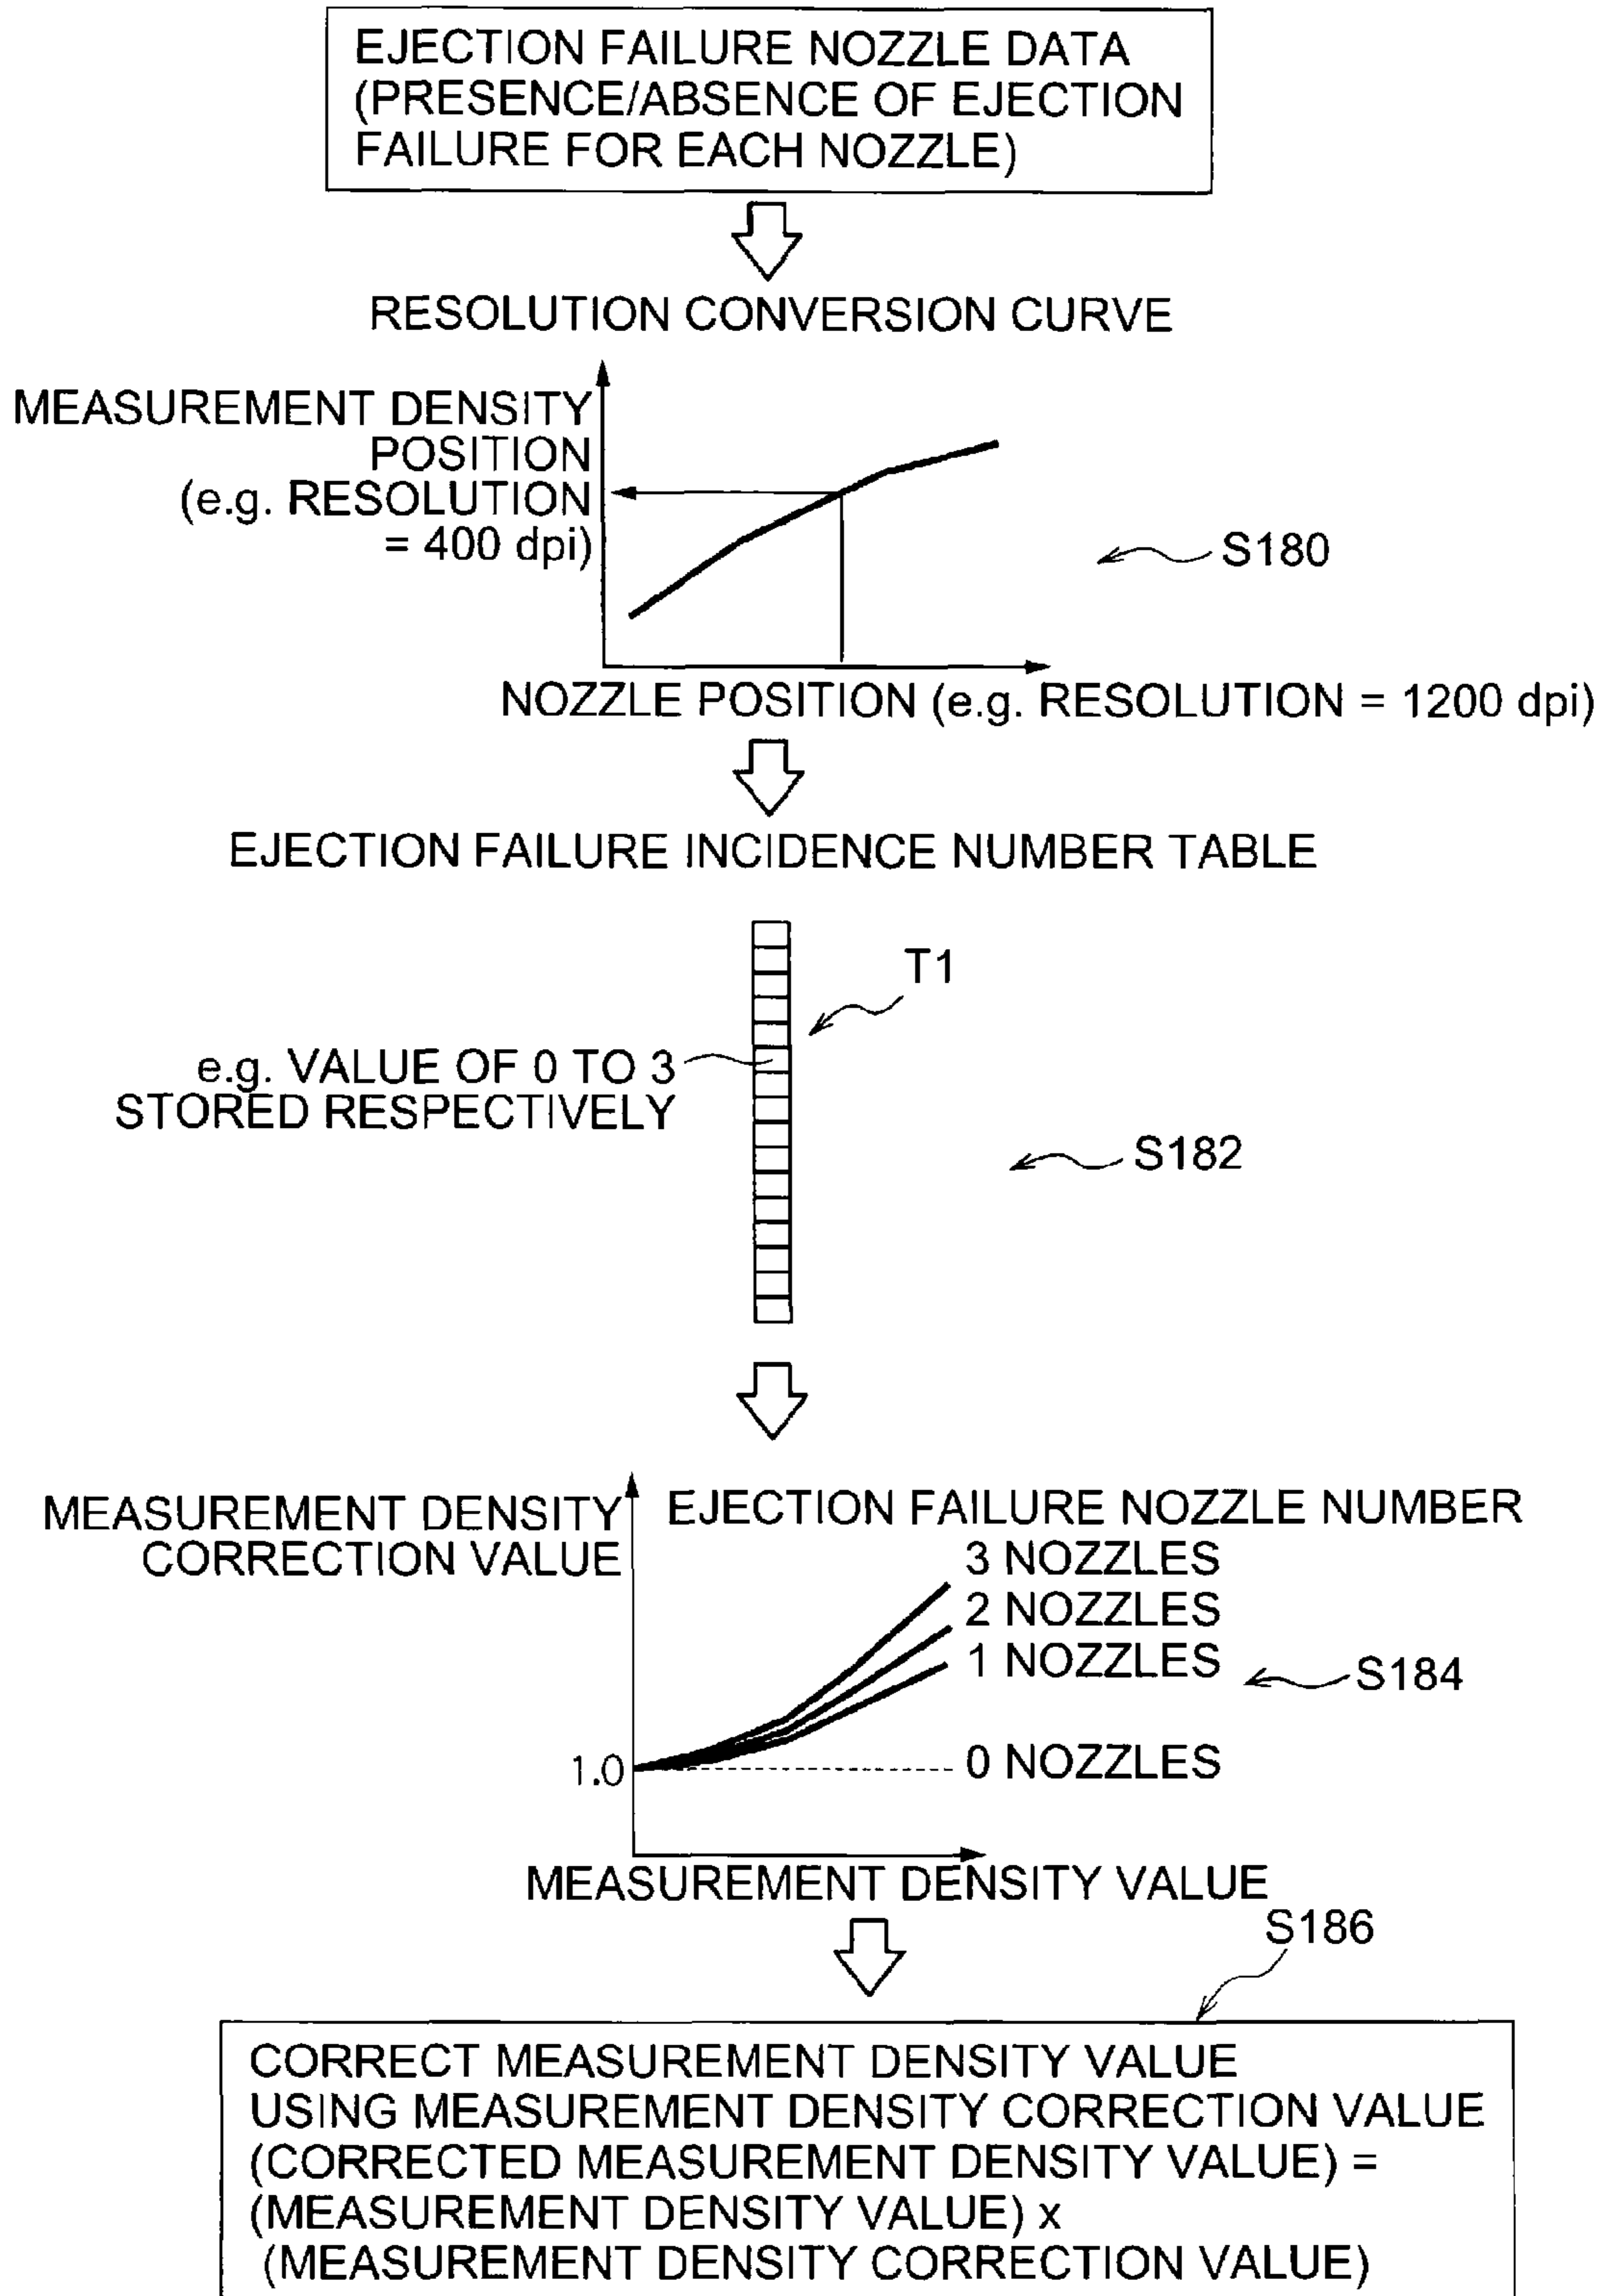 EJECTION FAILURE NOZZLE DATA
(PRESENCE/ABSENCE OF EJECTION
FAILURE FOR EACH NOZZLE)
RESOLUTION CONVERSION CURVE
MEASUREMENT DENSITY
POSITION
(e.g. RESOLUTION
= 400 dpi)
S180
NOZZLE POSITION (e.g. RESOLUTION = 1200 dpi)
EJECTION FAILURE INCIDENCE NUMBER TABLE
T1
e.g. VALUE OF 0 TO 3
STORED RESPECTIVELY
S182
MEASUREMENT DENSITY
CORRECTION VALUE
EJECTION FAILURE NOZZLE NUMBER
3 NOZZLES
2 NOZZLES
1 NOZZLES
S184
1.0
0 NOZZLES
MEASUREMENT DENSITY VALUE
S186
CORRECT MEASUREMENT DENSITY VALUE
USING MEASUREMENT DENSITY CORRECTION VALUE
(CORRECTED MEASUREMENT DENSITY VALUE) =
(MEASUREMENT DENSITY VALUE) x
(MEASUREMENT DENSITY CORRECTION VALUE)